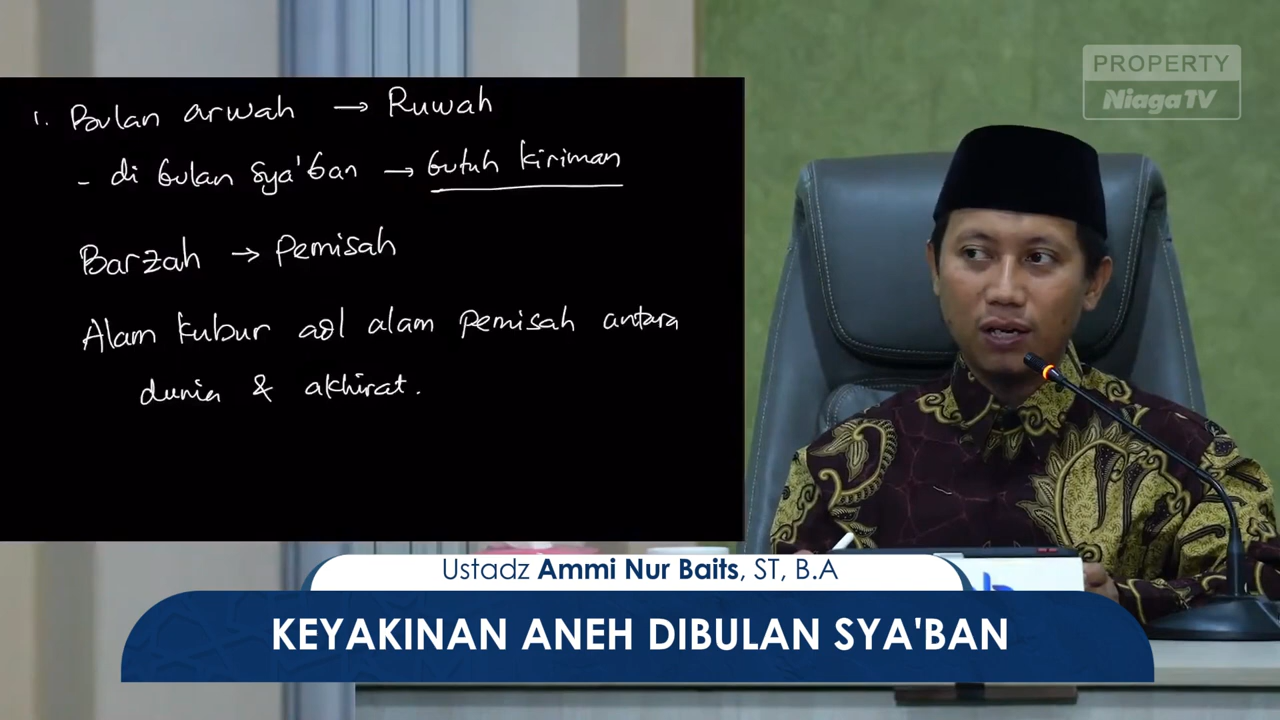 PROPERTY
NiagaTV
1. Bulan arwah → Ruwah
- di bulan Sya'ban → butuh kiriman
Barzah → Pemisah
Alam kubur adl alam pemisah antara
dunia & akhirat.
Ustadz Ammi Nur Baits, ST, B.A
KEYAKINAN ANEH DIBULAN SYA'BAN